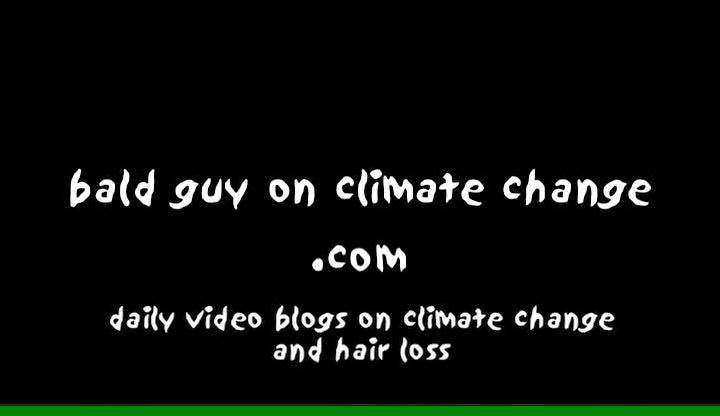 bald guy on climate change
.com
daily video blogs on climate change
and hair loss